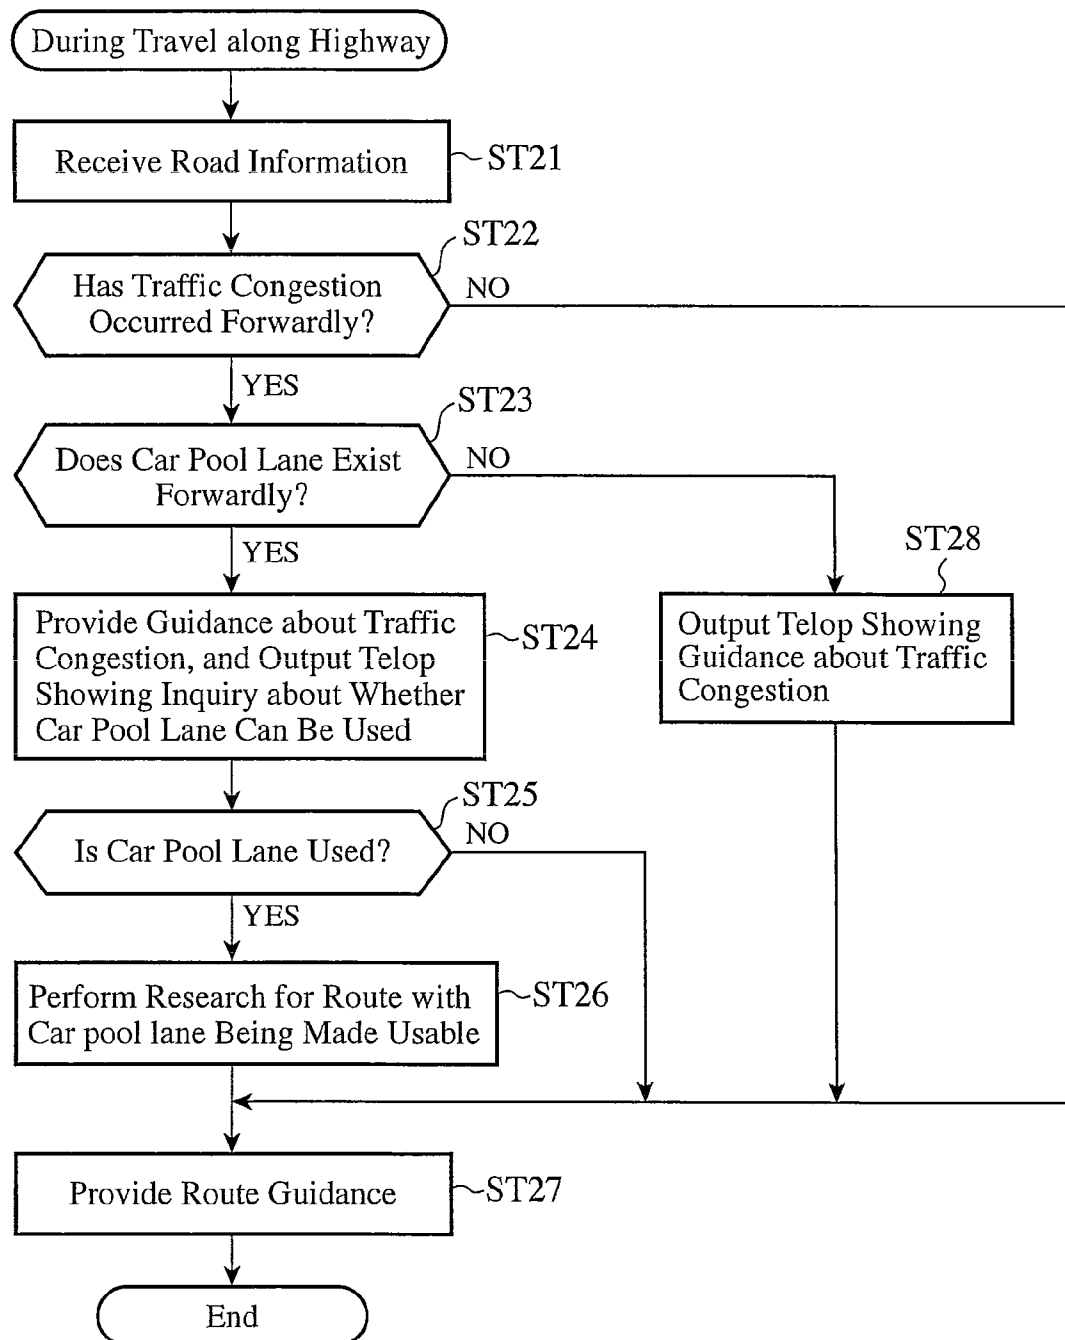 During Travel along Highway
Receive Road Information
ST21
ST22
Has Traffic Congestion
Occurred Forwardly?
NO
YES
ST23
Does Car Pool Lane Exist
Forwardly?
NO
YES
ST28
Provide Guidance about Traffic
Congestion, and Output Telop
Showing Inquiry about Whether
Car Pool Lane Can Be Used
ST24
Output Telop Showing
Guidance about Traffic
Congestion
ST25
Is Car Pool Lane Used?
NO
YES
Perform Research for Route with
Car pool lane Being Made Usable
ST26
Provide Route Guidance
ST27
End